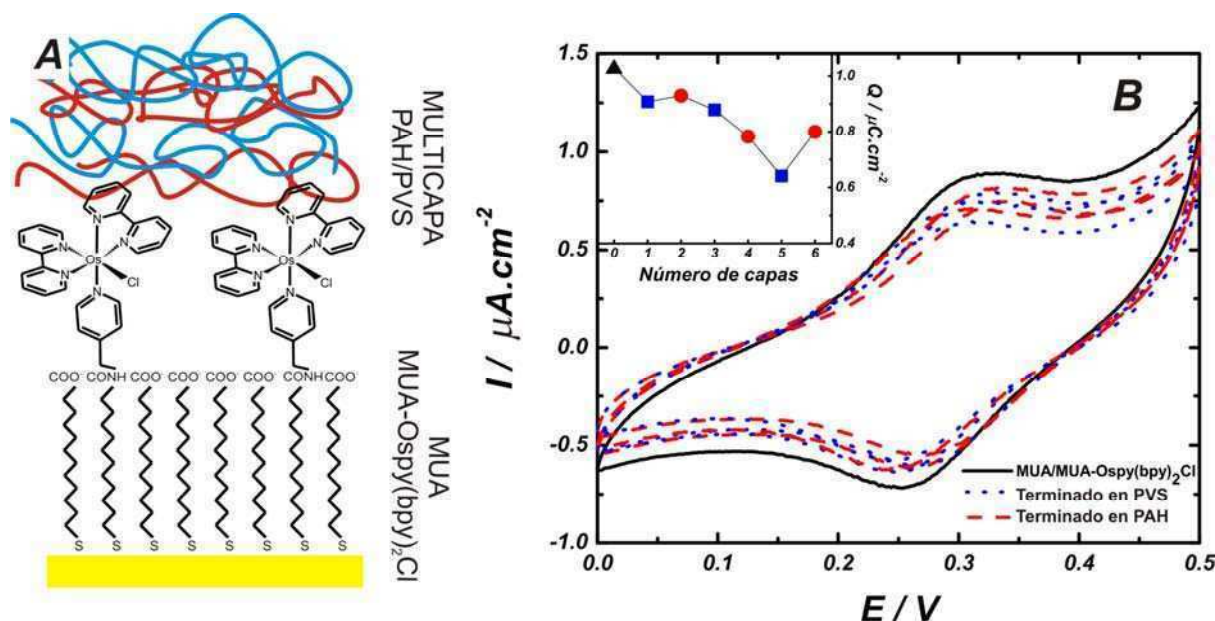 A
MULTICAPA
PAH/PVS
N N
N N
N N
N N
Os Os
Cl Cl
N N
COO CONH COO COO COO COO CONHCOO
S S S S S S S S
MUA
MUA-Ospy(bpy)2Cl
B
1.5
1.0
0.5
0.0
-0.5
-1.0
I / µA.cm-2
0.0 0.1 0.2 0.3 0.4 0.5
E / V
1.0
0.8
0.6
0.4
Q / µC.cm-2
0 1 2 3 4 5 6
Número de capas
MUA/MUA-Ospy(bpy)2Cl
Terminado en PVS
Terminado en PAH